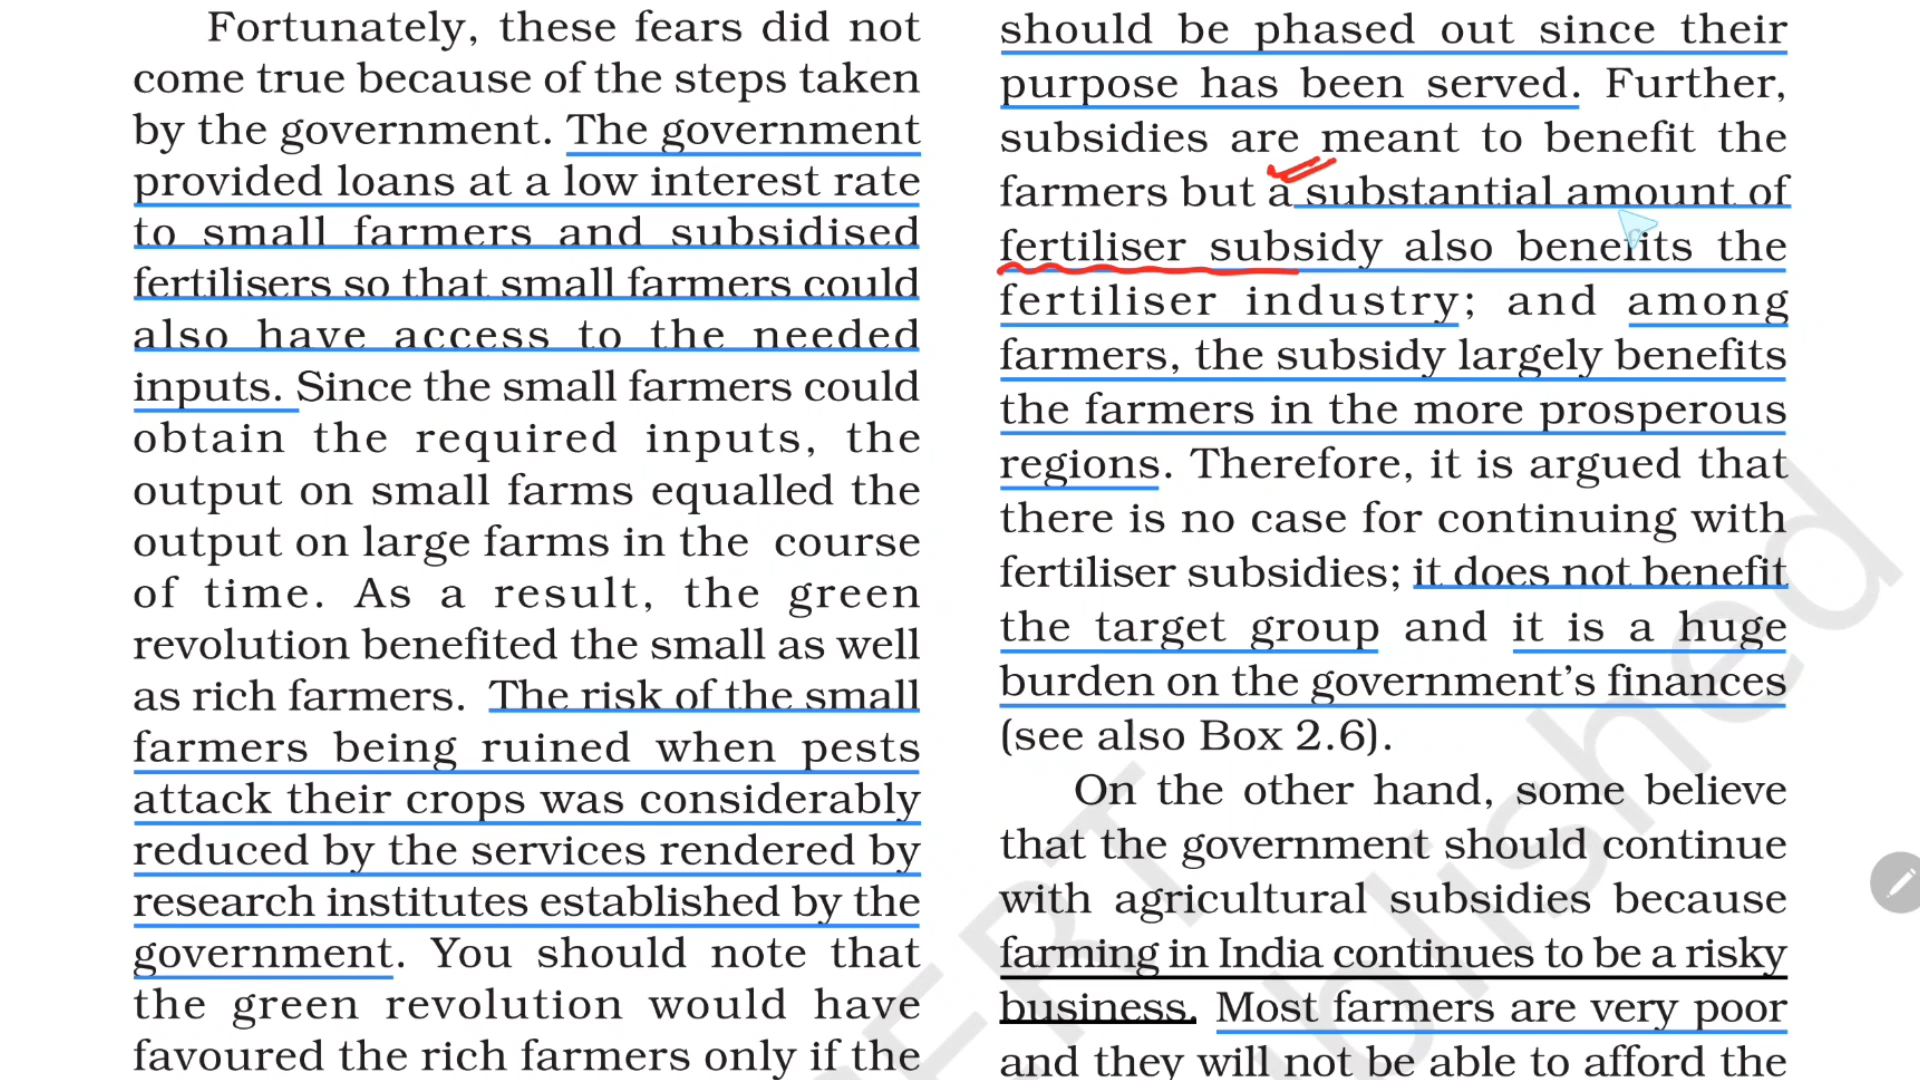 Fortunately, these fears did not
come true because of the steps taken
by the government. The government
provided loans at a low interest rate
to small farmers and subsidised
fertilisers so that small farmers could
also have access to the needed
inputs. Since the small farmers could
obtain the required inputs, the
output on small farms equalled the
output on large farms in the course
of time. As a result, the green
revolution benefited the small as well
as rich farmers. The risk of the small
farmers being ruined when pests
attack their crops was considerably
reduced by the services rendered by
research institutes established by the
government. You should note that
the green revolution would have
favoured the rich farmers only if the
should be phased out since their
purpose has been served. Further,
subsidies are meant to benefit the
farmers but a substantial amount of
fertiliser subsidy also benefits the
fertiliser industry; and among
farmers, the subsidy largely benefits
the farmers in the more prosperous
regions. Therefore, it is argued that
there is no case for continuing with
fertiliser subsidies; it does not benefit
the target group and it is a huge
burden on the government's finances
(see also Box 2.6).
On the other hand, some believe
that the government should continue
with agricultural subsidies because
farming in India continues to be a risky
business. Most farmers are very poor
and they will not be able to afford the